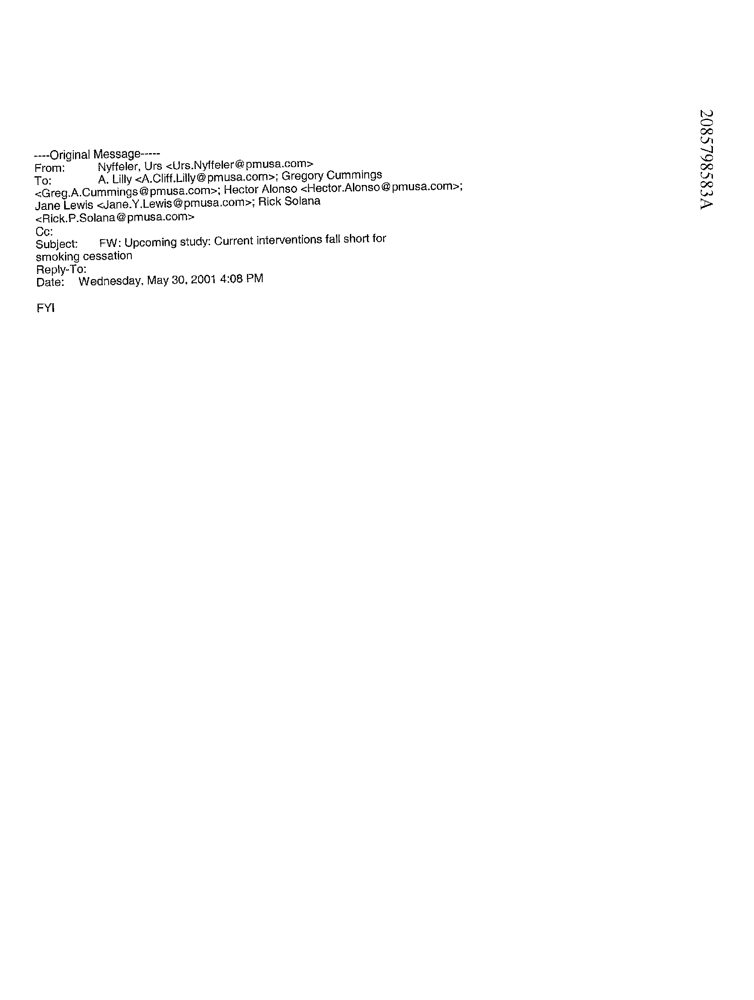 ----Original Message-----
From: Nyffeler, Urs <Urs.Nyffeler@pmusa.com>
To: A. Lilly <A.Cliff.Lilly@pmusa.com>; Gregory Cummings
<Greg.A.Cummings@pmusa.com>; Hector Alonso <Hector.Alonso@pmusa.com>;
Jane Lewis <Jane.Y.Lewis@pmusa.com>; Rick Solana
<Rick.P.Solana@pmusa.com>
Cc:
Subject: FW: Upcoming study: Current interventions fall short for
smoking cessation
Reply-To:
Date: Wednesday, May 30, 2001 4:08 PM
FYI
2085798583A